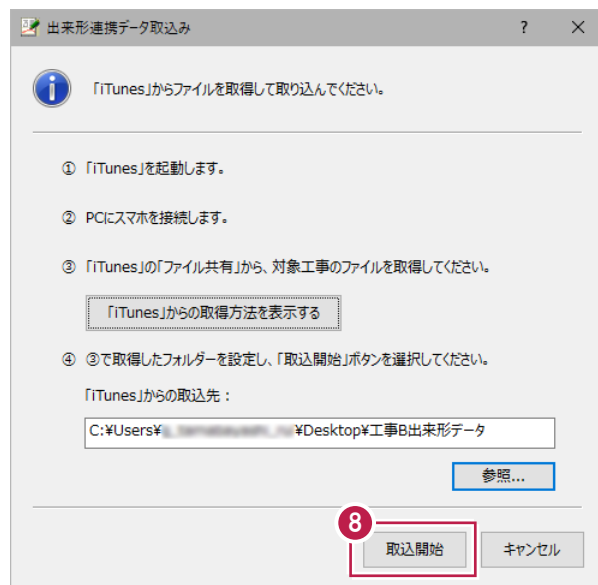 出来形連携データ取込み
「iTunes」からファイルを取得して取り込んでください。
① 「iTunes」を起動します。
② PCにスマホを接続します。
③ 「iTunes」の「ファイル共有」から、対象工事のファイルを取得してください。
「iTunes」からの取得方法を表示する
④ ③で取得したフォルダーを設定し、「取込開始」ボタンを選択してください。
「iTunes」からの取込先：
C:¥Users¥ ¥Desktop¥工事B出来形データ
参照...
8
取込開始 キャンセル